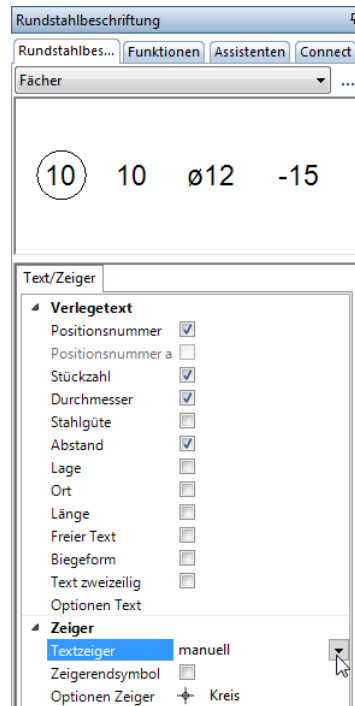 Rundstahlbeschriftung
Rundstahlbes... Funktionen Assistenten Connect
Fächer ...
10 10 ø12 -15
Text/Zeiger
Verlegetext
Positionsnummer
Positionsnummer a
Stückzahl
Durchmesser
Stahlgüte
Abstand
Lage
Ort
Länge
Freier Text
Biegeform
Text zweizeilig
Optionen Text
Zeiger
Textzeiger manuell
Zeigerendsymbol
Optionen Zeiger Kreis